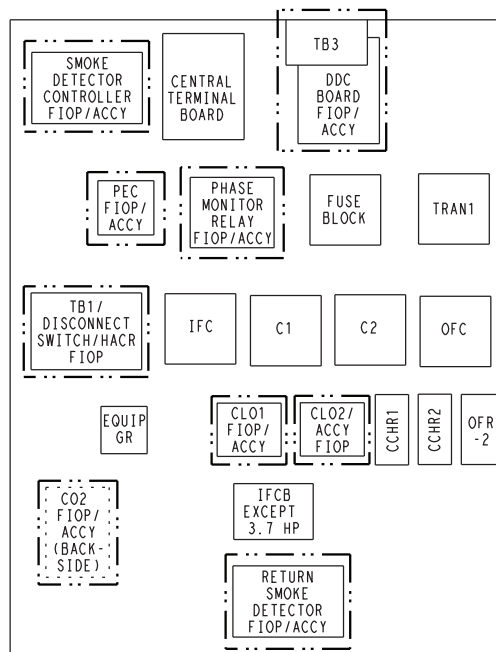 SMOKE
DETECTOR
CONTROLLER
FIOP/ACCY
CENTRAL
TERMINAL
BOARD
TB3
DDC
BOARD
FIOP/
ACCY
PEC
FIOP/
ACCY
PHASE
MONITOR
RELAY
FIOP/ACCY
FUSE
BLOCK
TRAN1
TB1/
DISCONNECT
SWITCH/HACR
FIOP
IFC
C1
C2
OFC
EQUIP
GR
CLO1
FIOP/
ACCY
CLO2/
ACCY
FIOP
CCHR1
CCHR2
OFR
-2
CO2
FIOP/
ACCY
(BACK-
SIDE)
IFCB
EXCEPT
3.7 HP
RETURN
SMOKE
DETECTOR
FIOP/ACCY